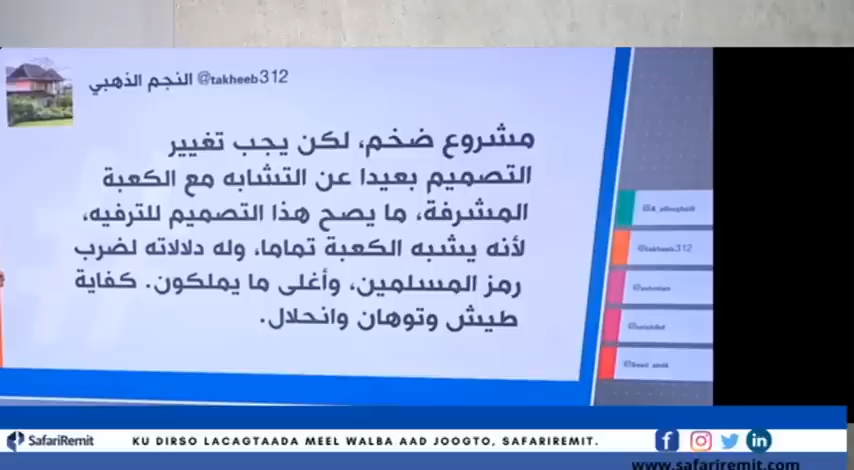 النجم الذهبي @takheeb312
مشروع ضخم، لكن يجب تغيير
التصميم بعيدا عن التشابه مع الكعبة
المشرفة، ما يصح هذا التصميم للترفيه،
لأنه يشبه الكعبة تماما، وله دلالاته لضرب
رمز المسلمين، وأغلى ما يملكون. كفاية
طيش وتوهان وانحلال.
@takheeb312
SafariRemit
KU DIRSO LACAGTAADA MEEL WALBA AAD JOOGTO, SAFARIREMIT.
www.safariremit.com